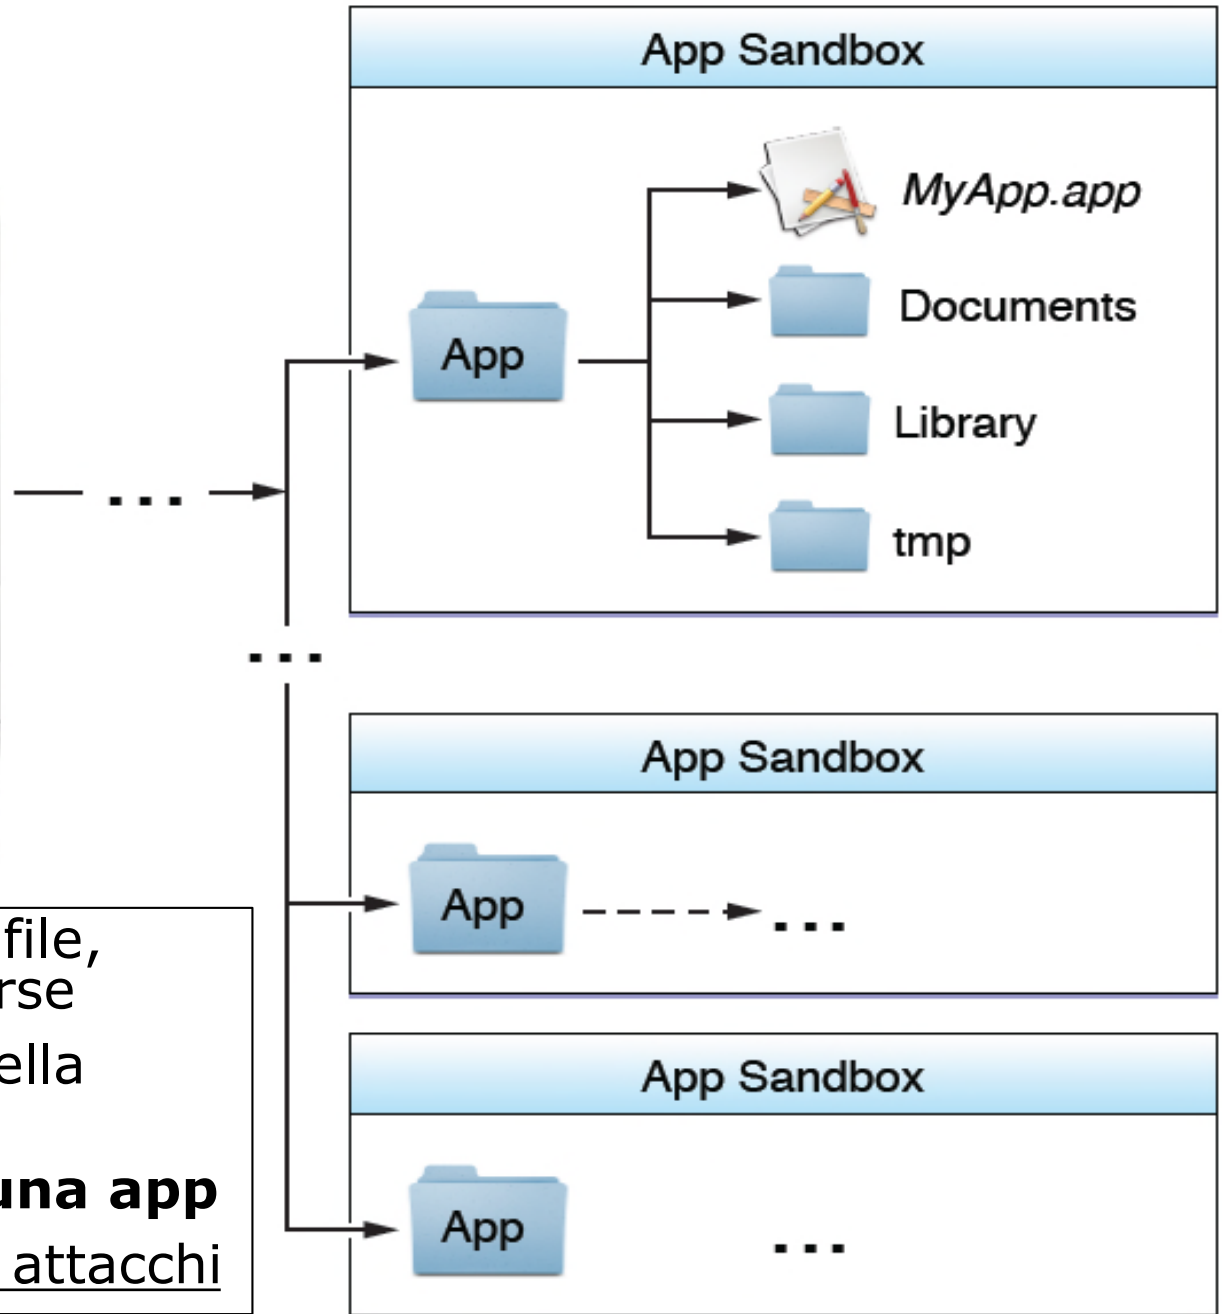 App Sandbox
MyApp.app
Documents
App
Library
...
tmp
...
App Sandbox
App
...
App Sandbox
App
...
file,
rse
ella
una app
attacchi